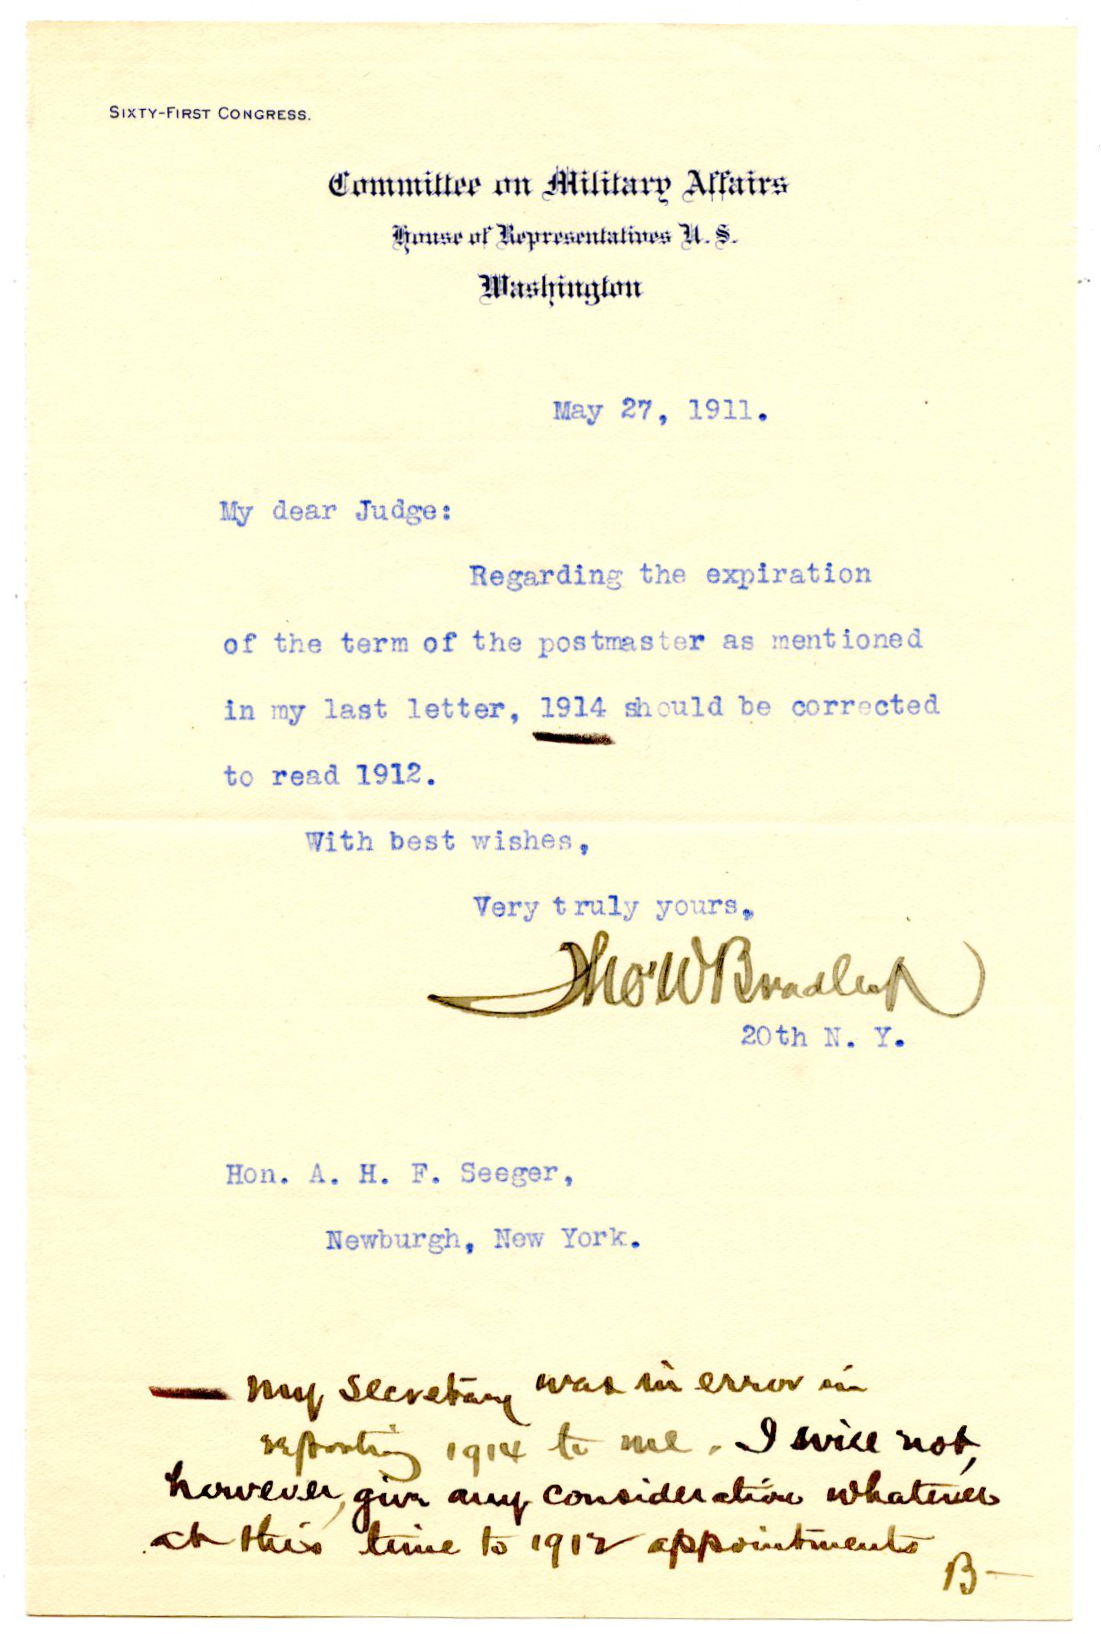 SIXTY-FIRST CONGRESS.
Committee on Military Affairs
House of Representatives U. S.
Washington
May 27, 1911.
My dear Judge:
Regarding the expiration
of the term of the postmaster as mentioned
in my last letter, 1914 should be corrected
to read 1912.
With best wishes,
Very truly yours,
Thos W Bradley
20th N. Y.
Hon. A. H. F. Seeger,
Newburgh, New York.
— My secretary was in error in
reporting 1914 to me. I will not,
however, give any consideration whatever
at this time to 1912 appointments
B—